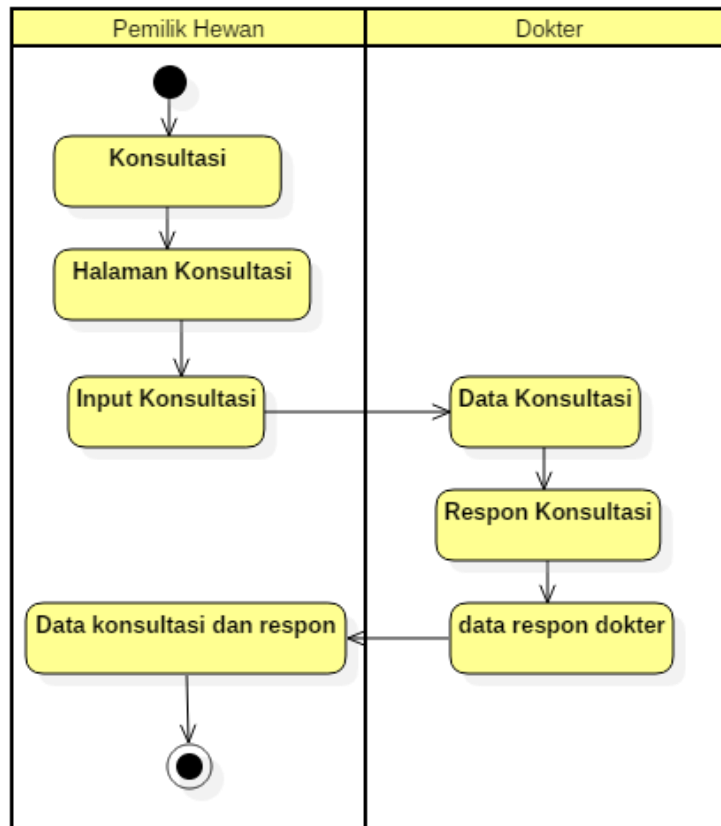 Pemilik Hewan
Dokter
Konsultasi
Halaman Konsultasi
Input Konsultasi
Data Konsultasi
Respon Konsultasi
data respon dokter
Data konsultasi dan respon